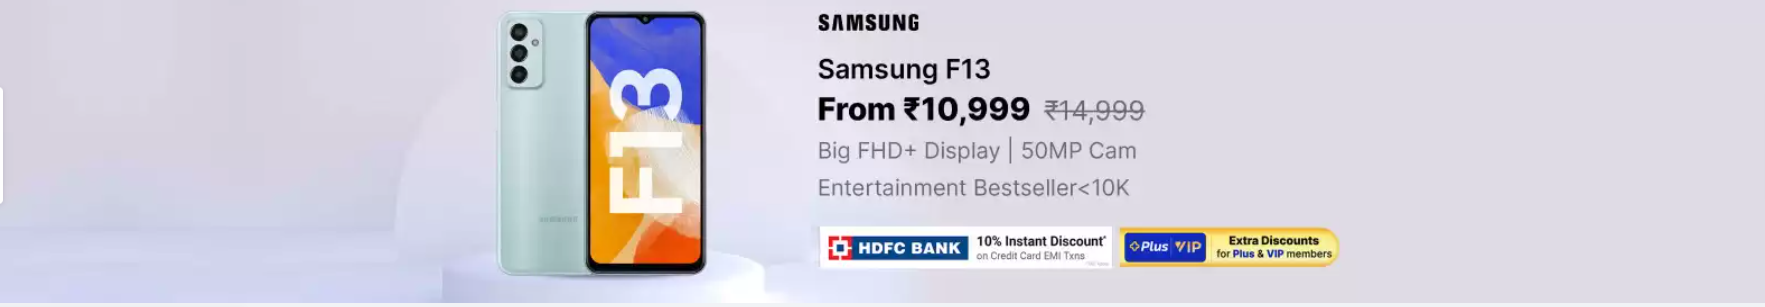 SAMSUNG
Samsung F13
From ₹10,999 ₹14,999
Big FHD+ Display | 50MP Cam
Entertainment Bestseller<10K
HDFC BANK 10% Instant Discount*
on Credit Card EMI Txns
Plus VIP Extra Discounts
for Plus & VIP members
F13
SAMSUNG